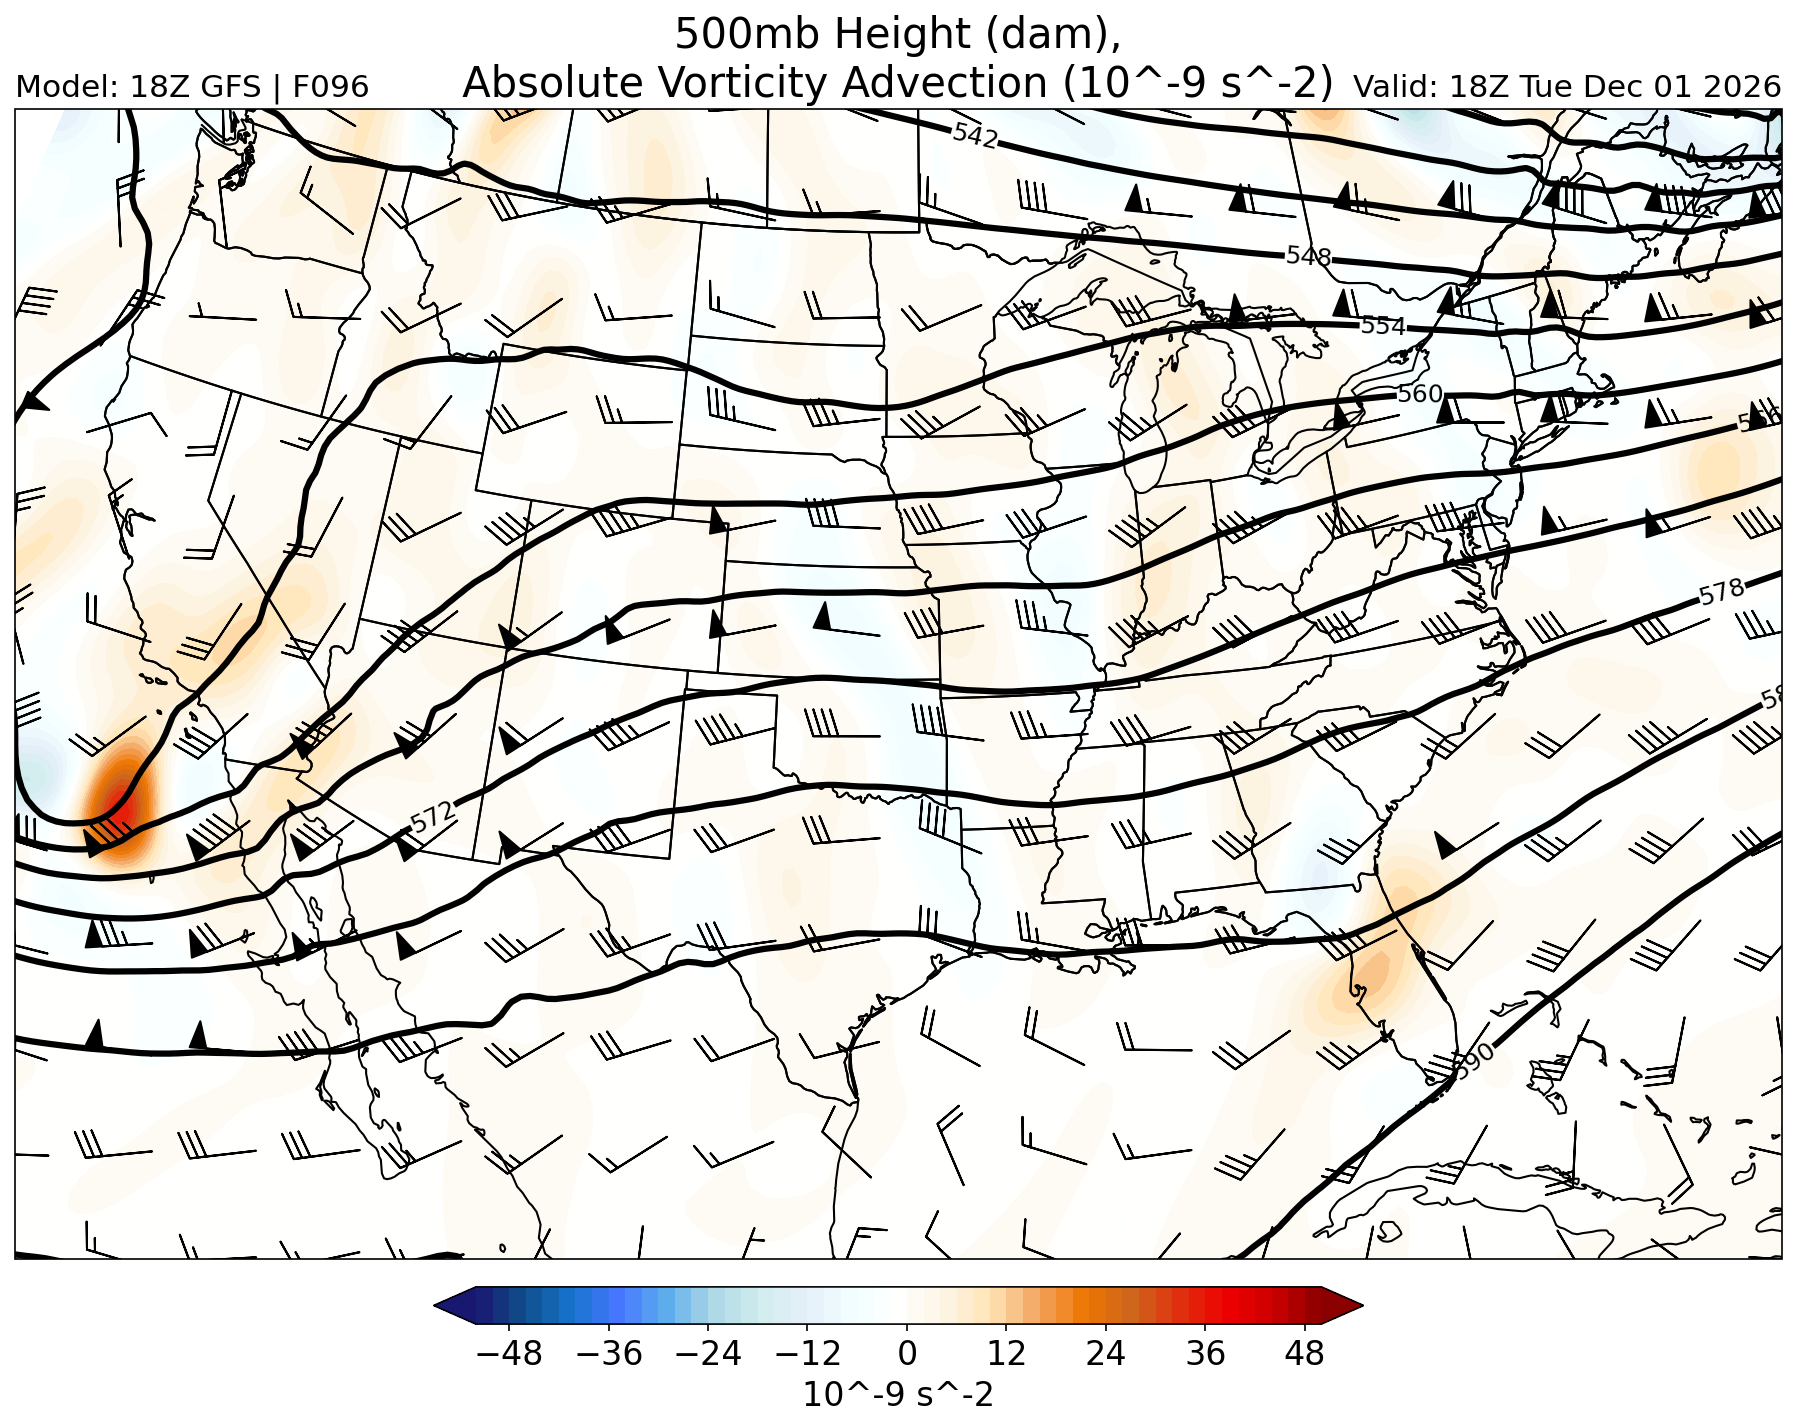 500mb Height (dam),
Model: 18Z GFS | F096
Absolute Vorticity Advection (10^-9 s^-2)
Valid: 18Z Tue Dec 01 2026
542
548
554
560
578
572
590
−48 −36 −24 −12 0 12 24 36 48
10^-9 s^-2